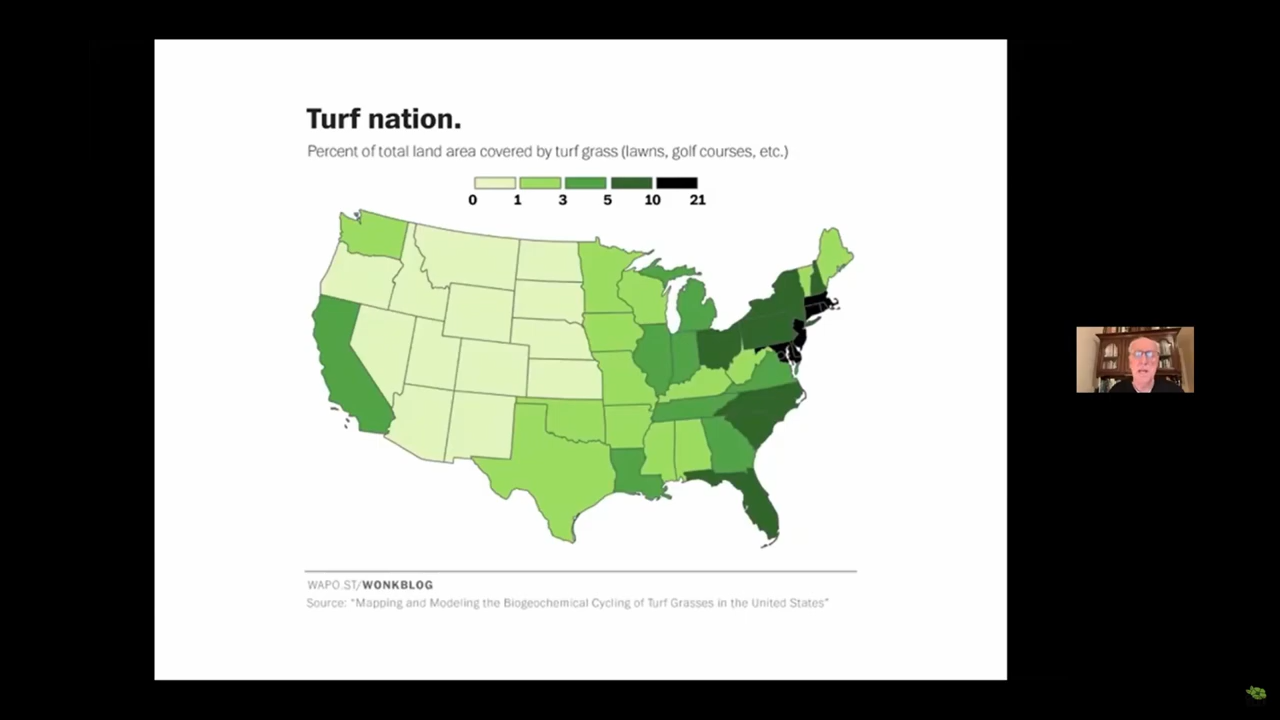 Turf nation.
Percent of total land area covered by turf grass (lawns, golf courses, etc.)
0 1 3 5 10 21
WAPO.ST/WONKBLOG
Source: "Mapping and Modeling the Biogeochemical Cycling of Turf Grasses in the United States"